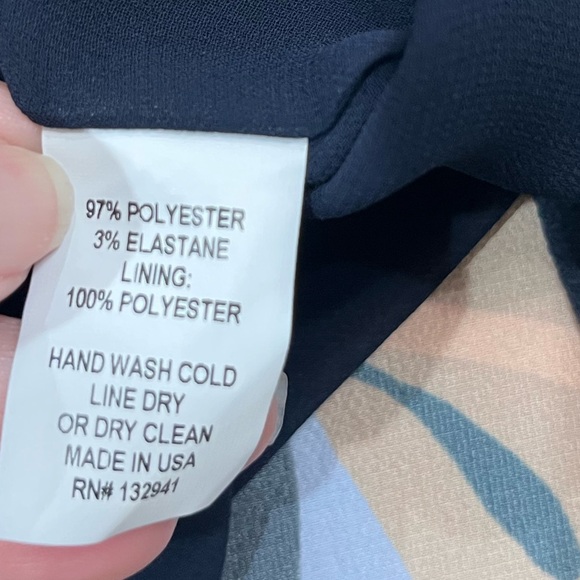 97% POLYESTER
3% ELASTANE
LINING:
100% POLYESTER
HAND WASH COLD
LINE DRY
OR DRY CLEAN
MADE IN USA
RN# 132941